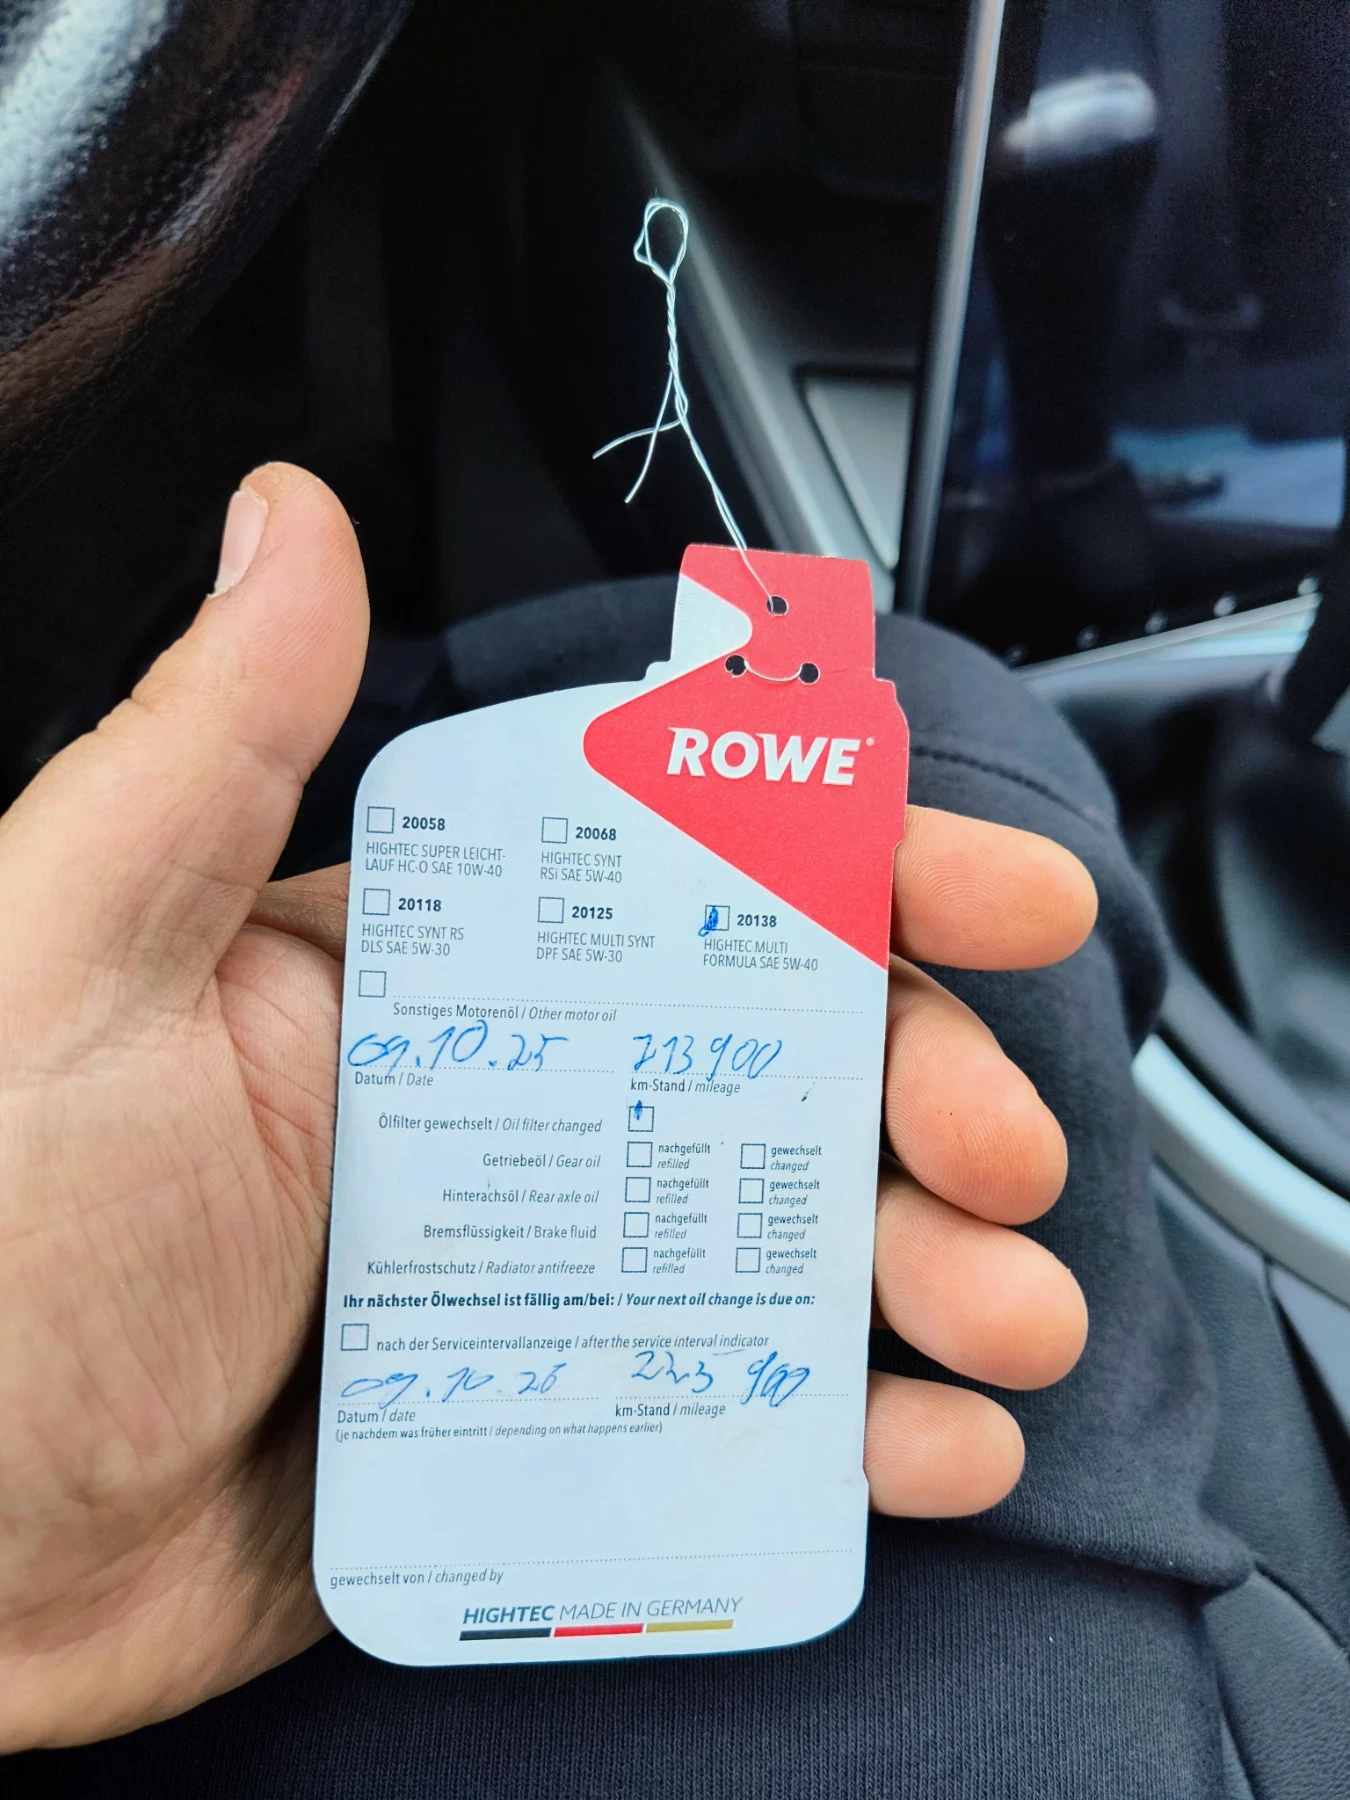 ROWE®
20058
HIGHTEC SUPER LEICHT-
LAUF HC-O SAE 10W-40
20068
HIGHTEC SYNT
RSi SAE 5W-40
20118
HIGHTEC SYNT RS
DLS SAE 5W-30
20125
HIGHTEC MULTI SYNT
DPF SAE 5W-30
20138
HIGHTEC MULTI
FORMULA SAE 5W-40
Sonstiges Motorenöl / Other motor oil
09.10.25 213900
Datum / Date km-Stand / mileage
Ölfilter gewechselt / Oil filter changed
Getriebeöl / Gear oil nachgefüllt gewechselt
refilled changed
Hinterachsöl / Rear axle oil nachgefüllt gewechselt
refilled changed
Bremsflüssigkeit / Brake fluid nachgefüllt gewechselt
refilled changed
Kühlerfrostschutz / Radiator antifreeze nachgefüllt gewechselt
refilled changed
Ihr nächster Ölwechsel ist fällig am/bei: / Your next oil change is due on:
nach der Serviceintervallanzeige / after the service interval indicator
09.10.26 223 900
Datum / date km-Stand / mileage
(je nachdem was früher eintritt / depending on what happens earlier)
gewechselt von / changed by
HIGHTEC MADE IN GERMANY